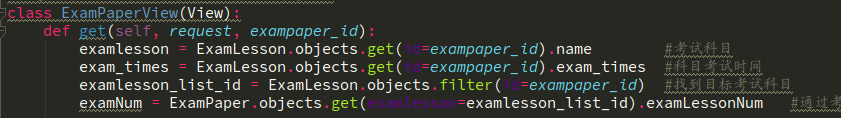 class ExamPaperView(View):
def get(self, request, exampaper_id):
examlesson = ExamLesson.objects.get(id=exampaper_id).name #考试科目
exam_times = ExamLesson.objects.get(id=exampaper_id).exam_times #科目考试时间
examlesson_list_id = ExamLesson.objects.filter(id=exampaper_id) #找到目标考试科目
examNum = ExamPaper.objects.get(examlesson=examlesson_list_id).examLessonNum #通过考